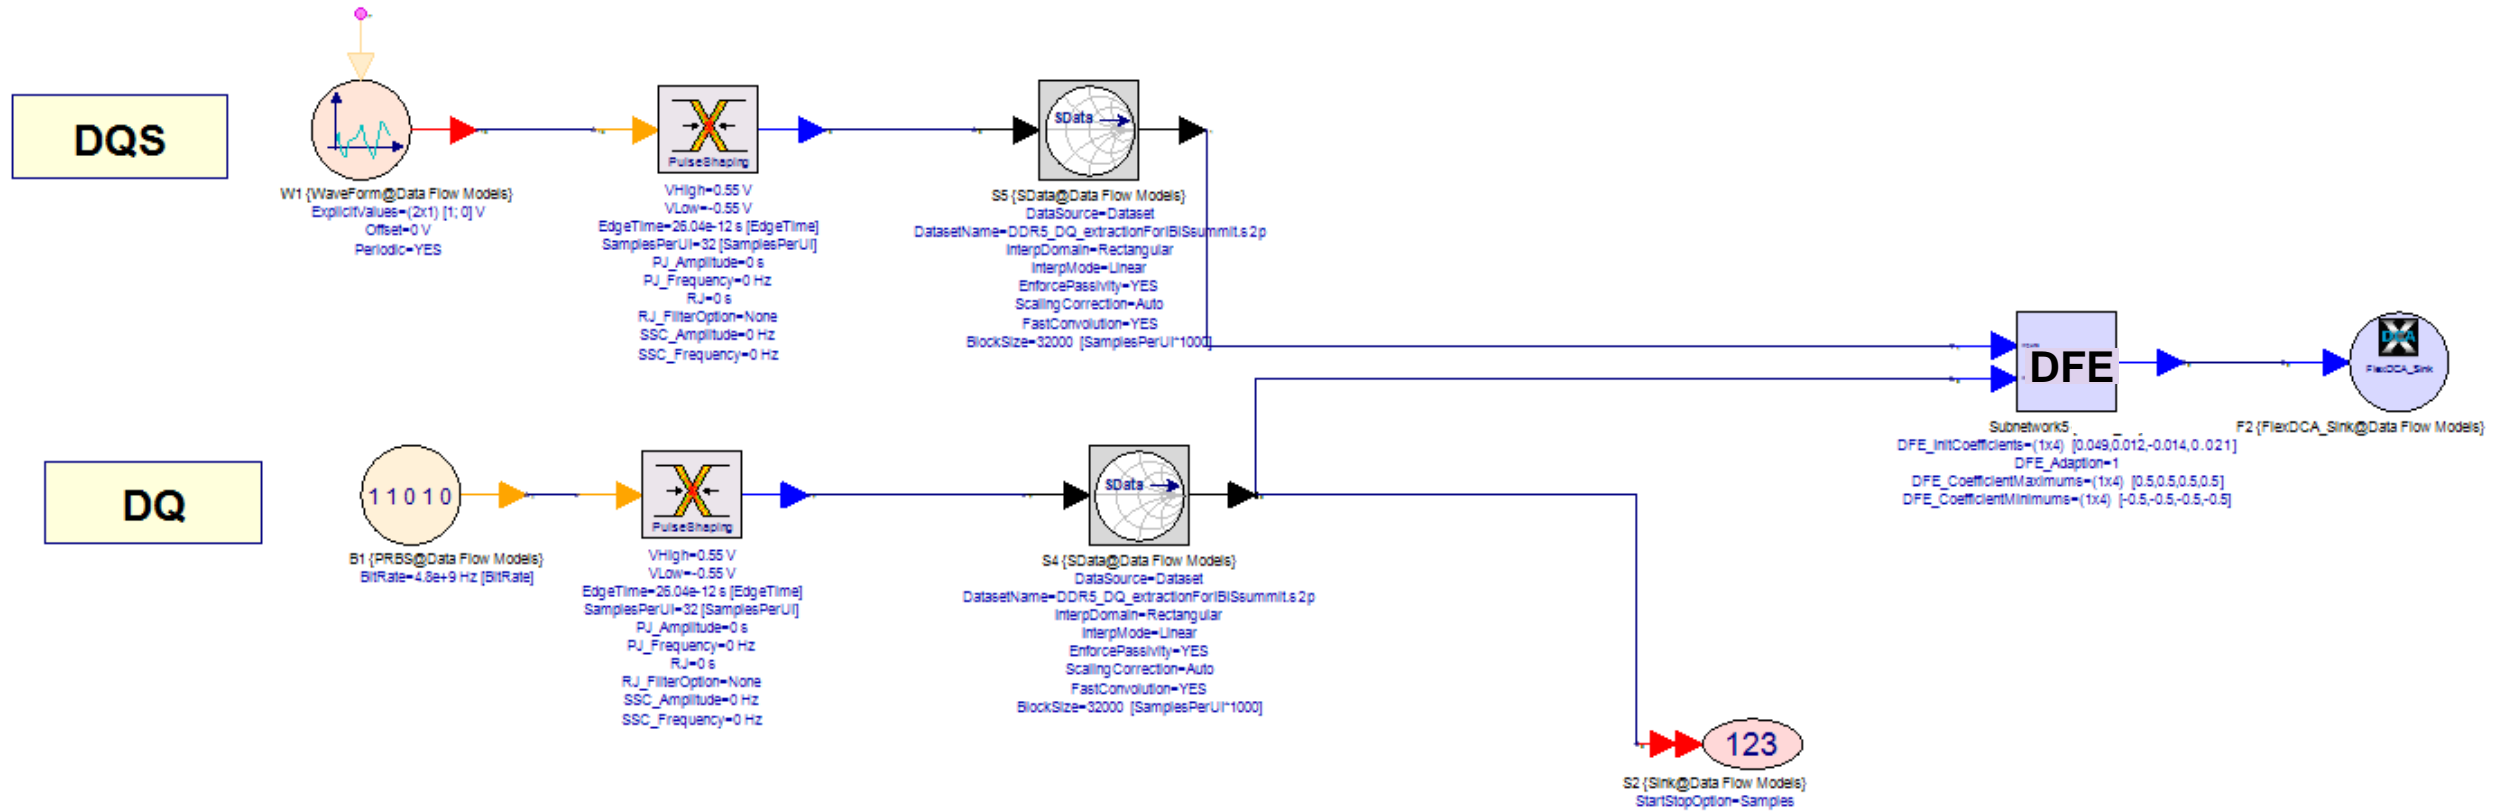 DQS
W1 {WaveForm@Data Flow Models}
ExplicitValues=(2x1) [1; 0] V
Offset=0 V
Periodic=YES
PulseShaping
VHigh=0.55 V
VLow=-0.55 V
EdgeTime=26.04e-12 s [EdgeTime]
SamplesPerUI=32 [SamplesPerUI]
PJ_Amplitude=0 s
PJ_Frequency=0 Hz
RJ=0 s
RJ_FilterOption=None
SSC_Amplitude=0 Hz
SSC_Frequency=0 Hz
SData
S5 {SData@Data Flow Models}
DataSource=Dataset
DatasetName=DDR5_DQ_extractionForIBISsummit.s2p
InterpDomain=Rectangular
InterpMode=Linear
EnforcePassivity=YES
ScalingCorrection=Auto
FastConvolution=YES
BlockSize=32000 [SamplesPerUI*1000]
DFE
Subnetwork5
DFE_InitCoefficients=(1x4) [0.049,0.012,-0.014,0.021]
DFE_Adaption=1
DFE_CoefficientMaximums=(1x4) [0.5,0.5,0.5,0.5]
DFE_CoefficientMinimums=(1x4) [-0.5,-0.5,-0.5,-0.5]
DCA
FlexDCA_Sink
F2 {FlexDCA_Sink@Data Flow Models}
DQ
1 1 0 1 0
B1 {PRBS@Data Flow Models}
BitRate=4.8e+9 Hz [BitRate]
PulseShaping
VHigh=0.55 V
VLow=-0.55 V
EdgeTime=26.04e-12 s [EdgeTime]
SamplesPerUI=32 [SamplesPerUI]
PJ_Amplitude=0 s
PJ_Frequency=0 Hz
RJ=0 s
RJ_FilterOption=None
SSC_Amplitude=0 Hz
SSC_Frequency=0 Hz
SData
S4 {SData@Data Flow Models}
DataSource=Dataset
DatasetName=DDR5_DQ_extractionForIBISsummit.s2p
InterpDomain=Rectangular
InterpMode=Linear
EnforcePassivity=YES
ScalingCorrection=Auto
FastConvolution=YES
BlockSize=32000 [SamplesPerUI*1000]
123
S2 {Sink@Data Flow Models}
StartStopOption=Samples